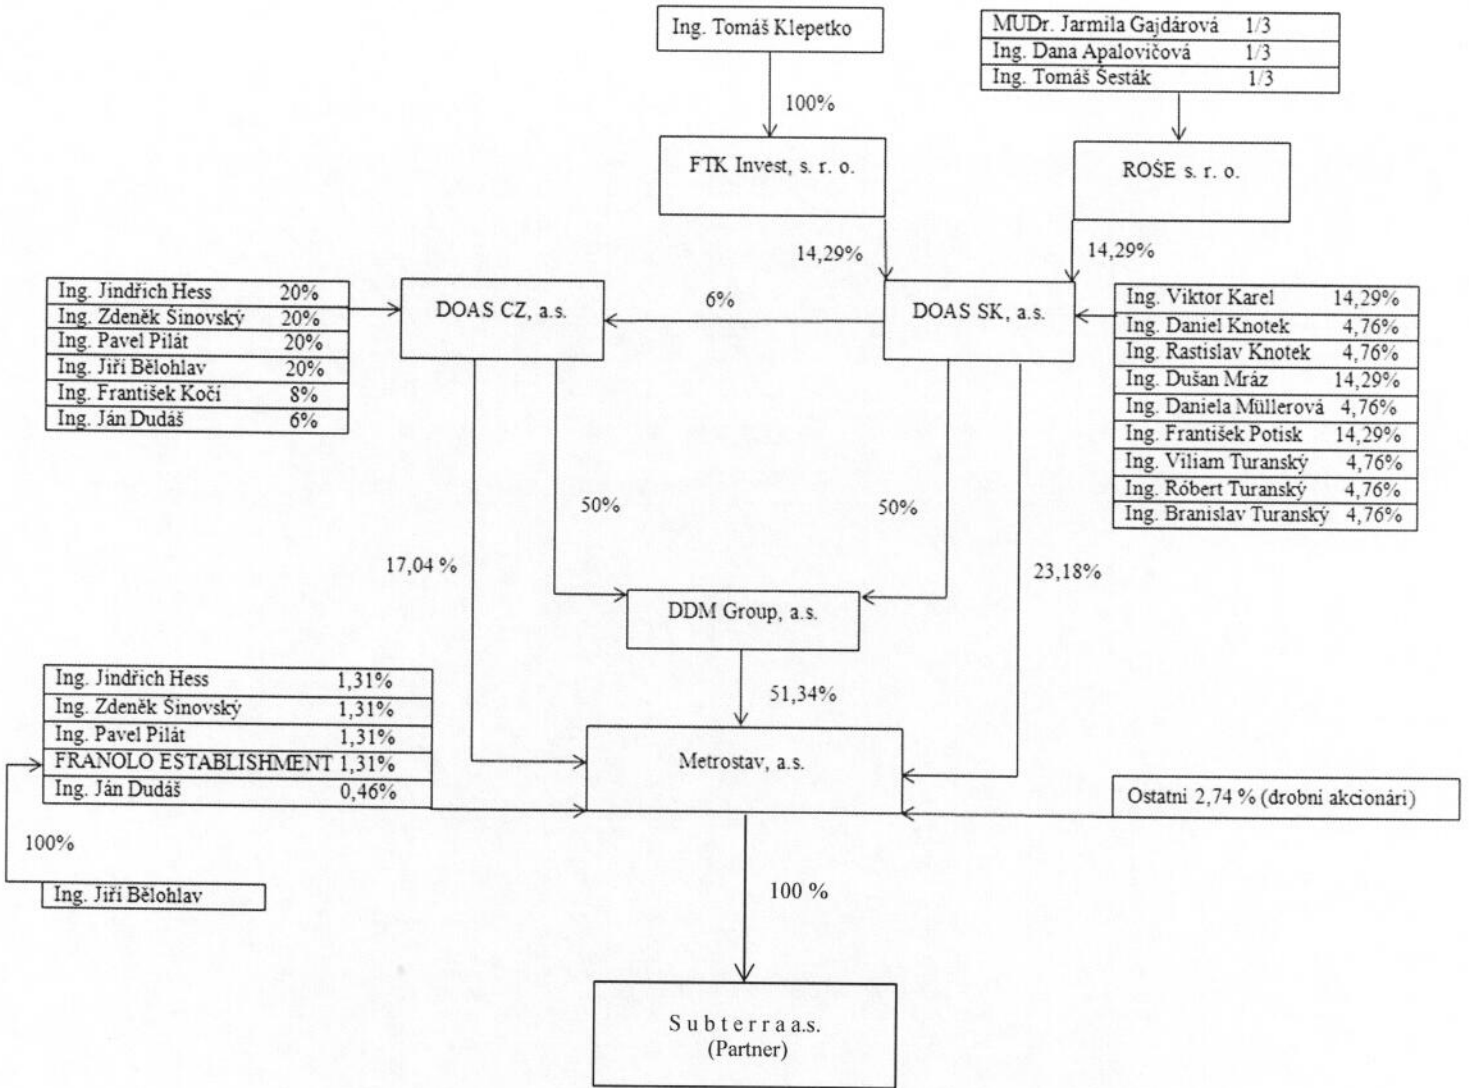 Ing. Tomáš Klepetko
MUDr. Jarmila Gajdárová 1/3
Ing. Dana Apalovičová 1/3
Ing. Tomáš Šesták 1/3
100%
FTK Invest, s. r. o.
ROŠE s. r. o.
14,29%
14,29%
Ing. Jindřich Hess 20%
Ing. Zdeněk Šinovský 20%
Ing. Pavel Pilát 20%
Ing. Jiří Bělohlav 20%
Ing. František Kočí 8%
Ing. Ján Dudáš 6%
DOAS CZ, a.s.
6%
DOAS SK, a.s.
Ing. Viktor Karel 14,29%
Ing. Daniel Knotek 4,76%
Ing. Rastislav Knotek 4,76%
Ing. Dušan Mráz 14,29%
Ing. Daniela Müllerová 4,76%
Ing. František Potisk 14,29%
Ing. Viliam Turanský 4,76%
Ing. Róbert Turanský 4,76%
Ing. Branislav Turanský 4,76%
50%
50%
17,04 %
23,18%
DDM Group, a.s.
51,34%
Ing. Jindřich Hess 1,31%
Ing. Zdeněk Šinovský 1,31%
Ing. Pavel Pilát 1,31%
FRANOLO ESTABLISHMENT 1,31%
Ing. Ján Dudáš 0,46%
Metrostav, a.s.
Ostatní 2,74 % (drobní akcionári)
100%
Ing. Jiří Bělohlav
100 %
S u b t e r r a a.s.
(Partner)